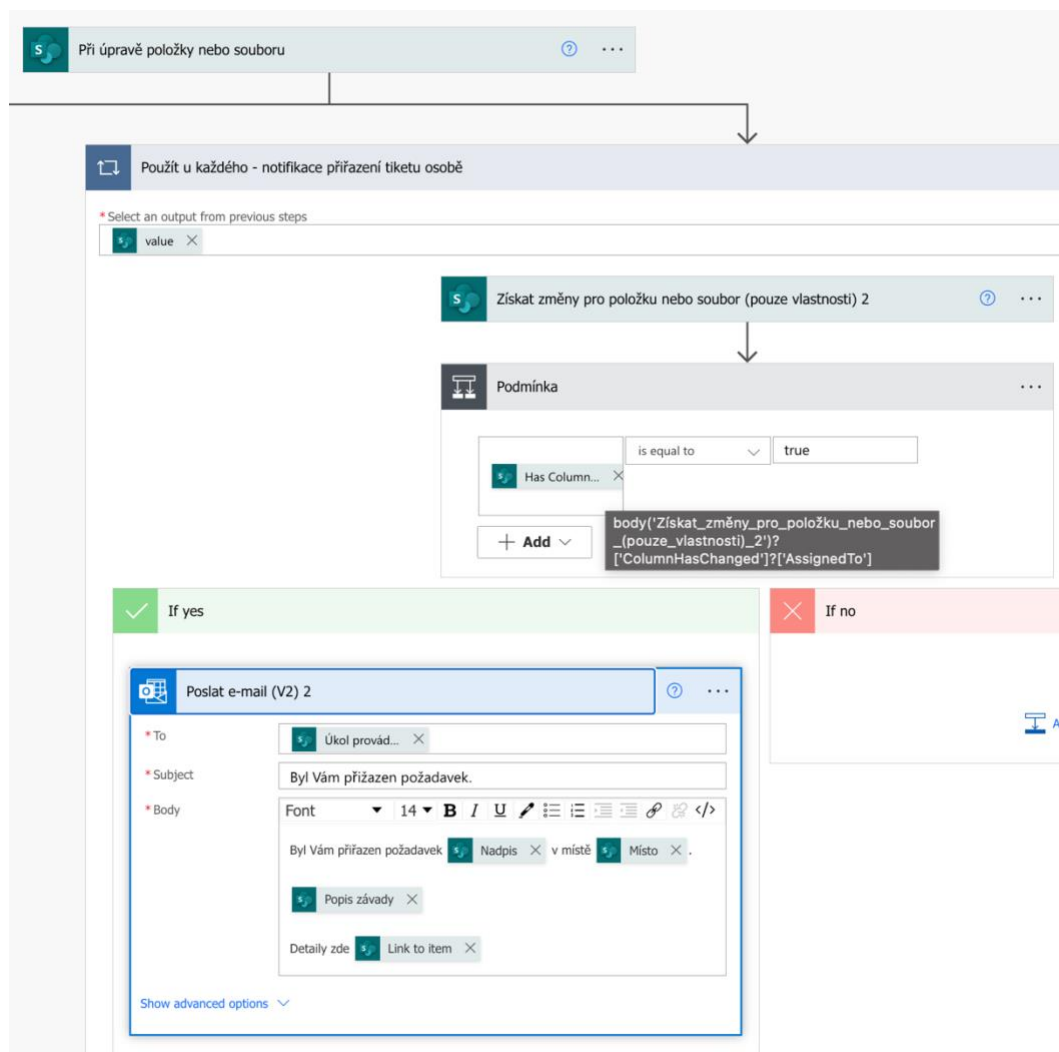 Při úpravě položky nebo souboru
Použít u každého - notifikace přiřazení tiketu osobě
* Select an output from previous steps
value
Získat změny pro položku nebo soubor (pouze vlastnosti) 2
Podmínka
Has Column... is equal to true
+ Add
body('Získat_změny_pro_položku_nebo_soubor
_(pouze_vlastnosti)_2')?
['ColumnHasChanged']?['AssignedTo']
If yes
If no
Poslat e-mail (V2) 2
* To Úkol provád...
* Subject Byl Vám přižazen požadavek.
* Body Font 14 B I U </>
Byl Vám přiřazen požadavek Nadpis v místě Místo .
Popis závady
Detaily zde Link to item
Show advanced options